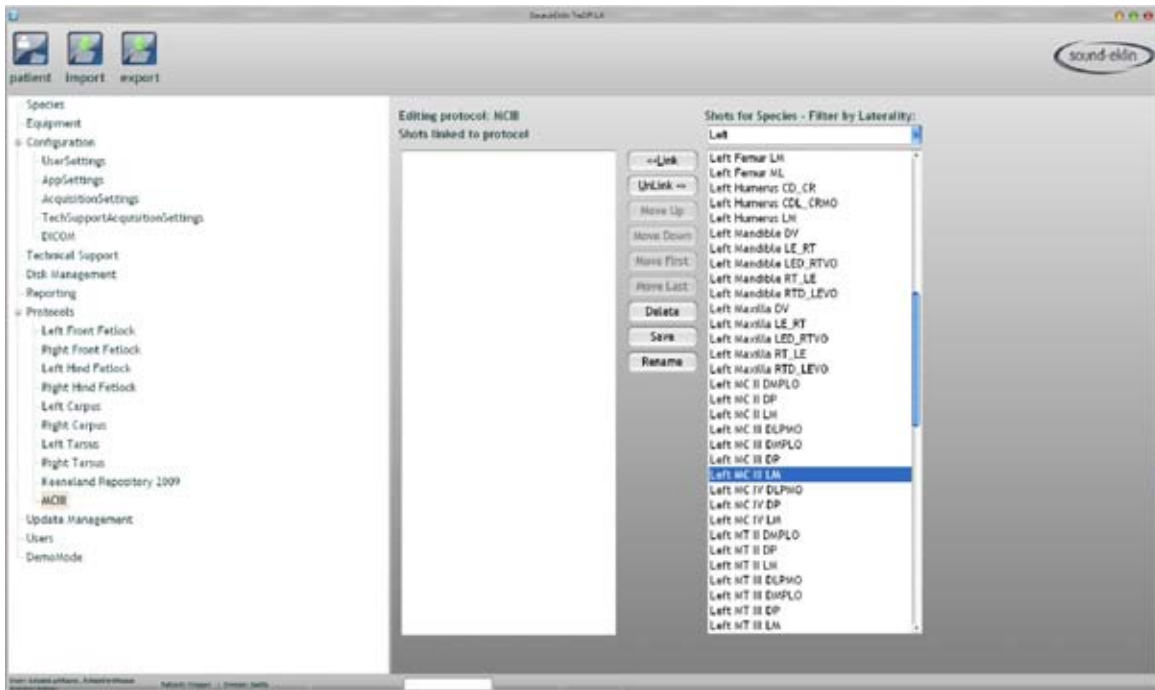 patient import export
sound-eklin
Species
Equipment
Configuration
UserSettings
AppSettings
AcquisitionSettings
TechSupportAcquisitionSettings
DICOM
Technical Support
Disk Management
Reporting
Protocols
Left Front Fetlock
Right Front Fetlock
Left Hind Fetlock
Right Hind Fetlock
Left Carpus
Right Carpus
Left Tarsus
Right Tarsus
Keeneland Repository 2009
MCIII
Update Management
Users
DemoMode
Editing protocol: MCIII
Shots linked to protocol
<<Link
UnLink >>
Move Up
Move Down
Move First
Move Last
Delete
Save
Rename
Shots for Species - Filter by Laterality:
Left
Left Femur LM
Left Femur ML
Left Humerus CD_CR
Left Humerus CDL_CRMO
Left Humerus LM
Left Mandible DV
Left Mandible LE_RT
Left Mandible LED_RTVO
Left Mandible RT_LE
Left Mandible RTD_LEVO
Left Maxilla DV
Left Maxilla LE_RT
Left Maxilla LED_RTVO
Left Maxilla RT_LE
Left Maxilla RTD_LEVO
Left MC II DMPLO
Left MC II DP
Left MC II LM
Left MC III DLPMO
Left MC III DMPLO
Left MC III DP
Left MC III LM
Left MC IV DLPMO
Left MC IV DP
Left MC IV LM
Left MT II DMPLO
Left MT II DP
Left MT II LM
Left MT III DLPMO
Left MT III DMPLO
Left MT III DP
Left MT III LM